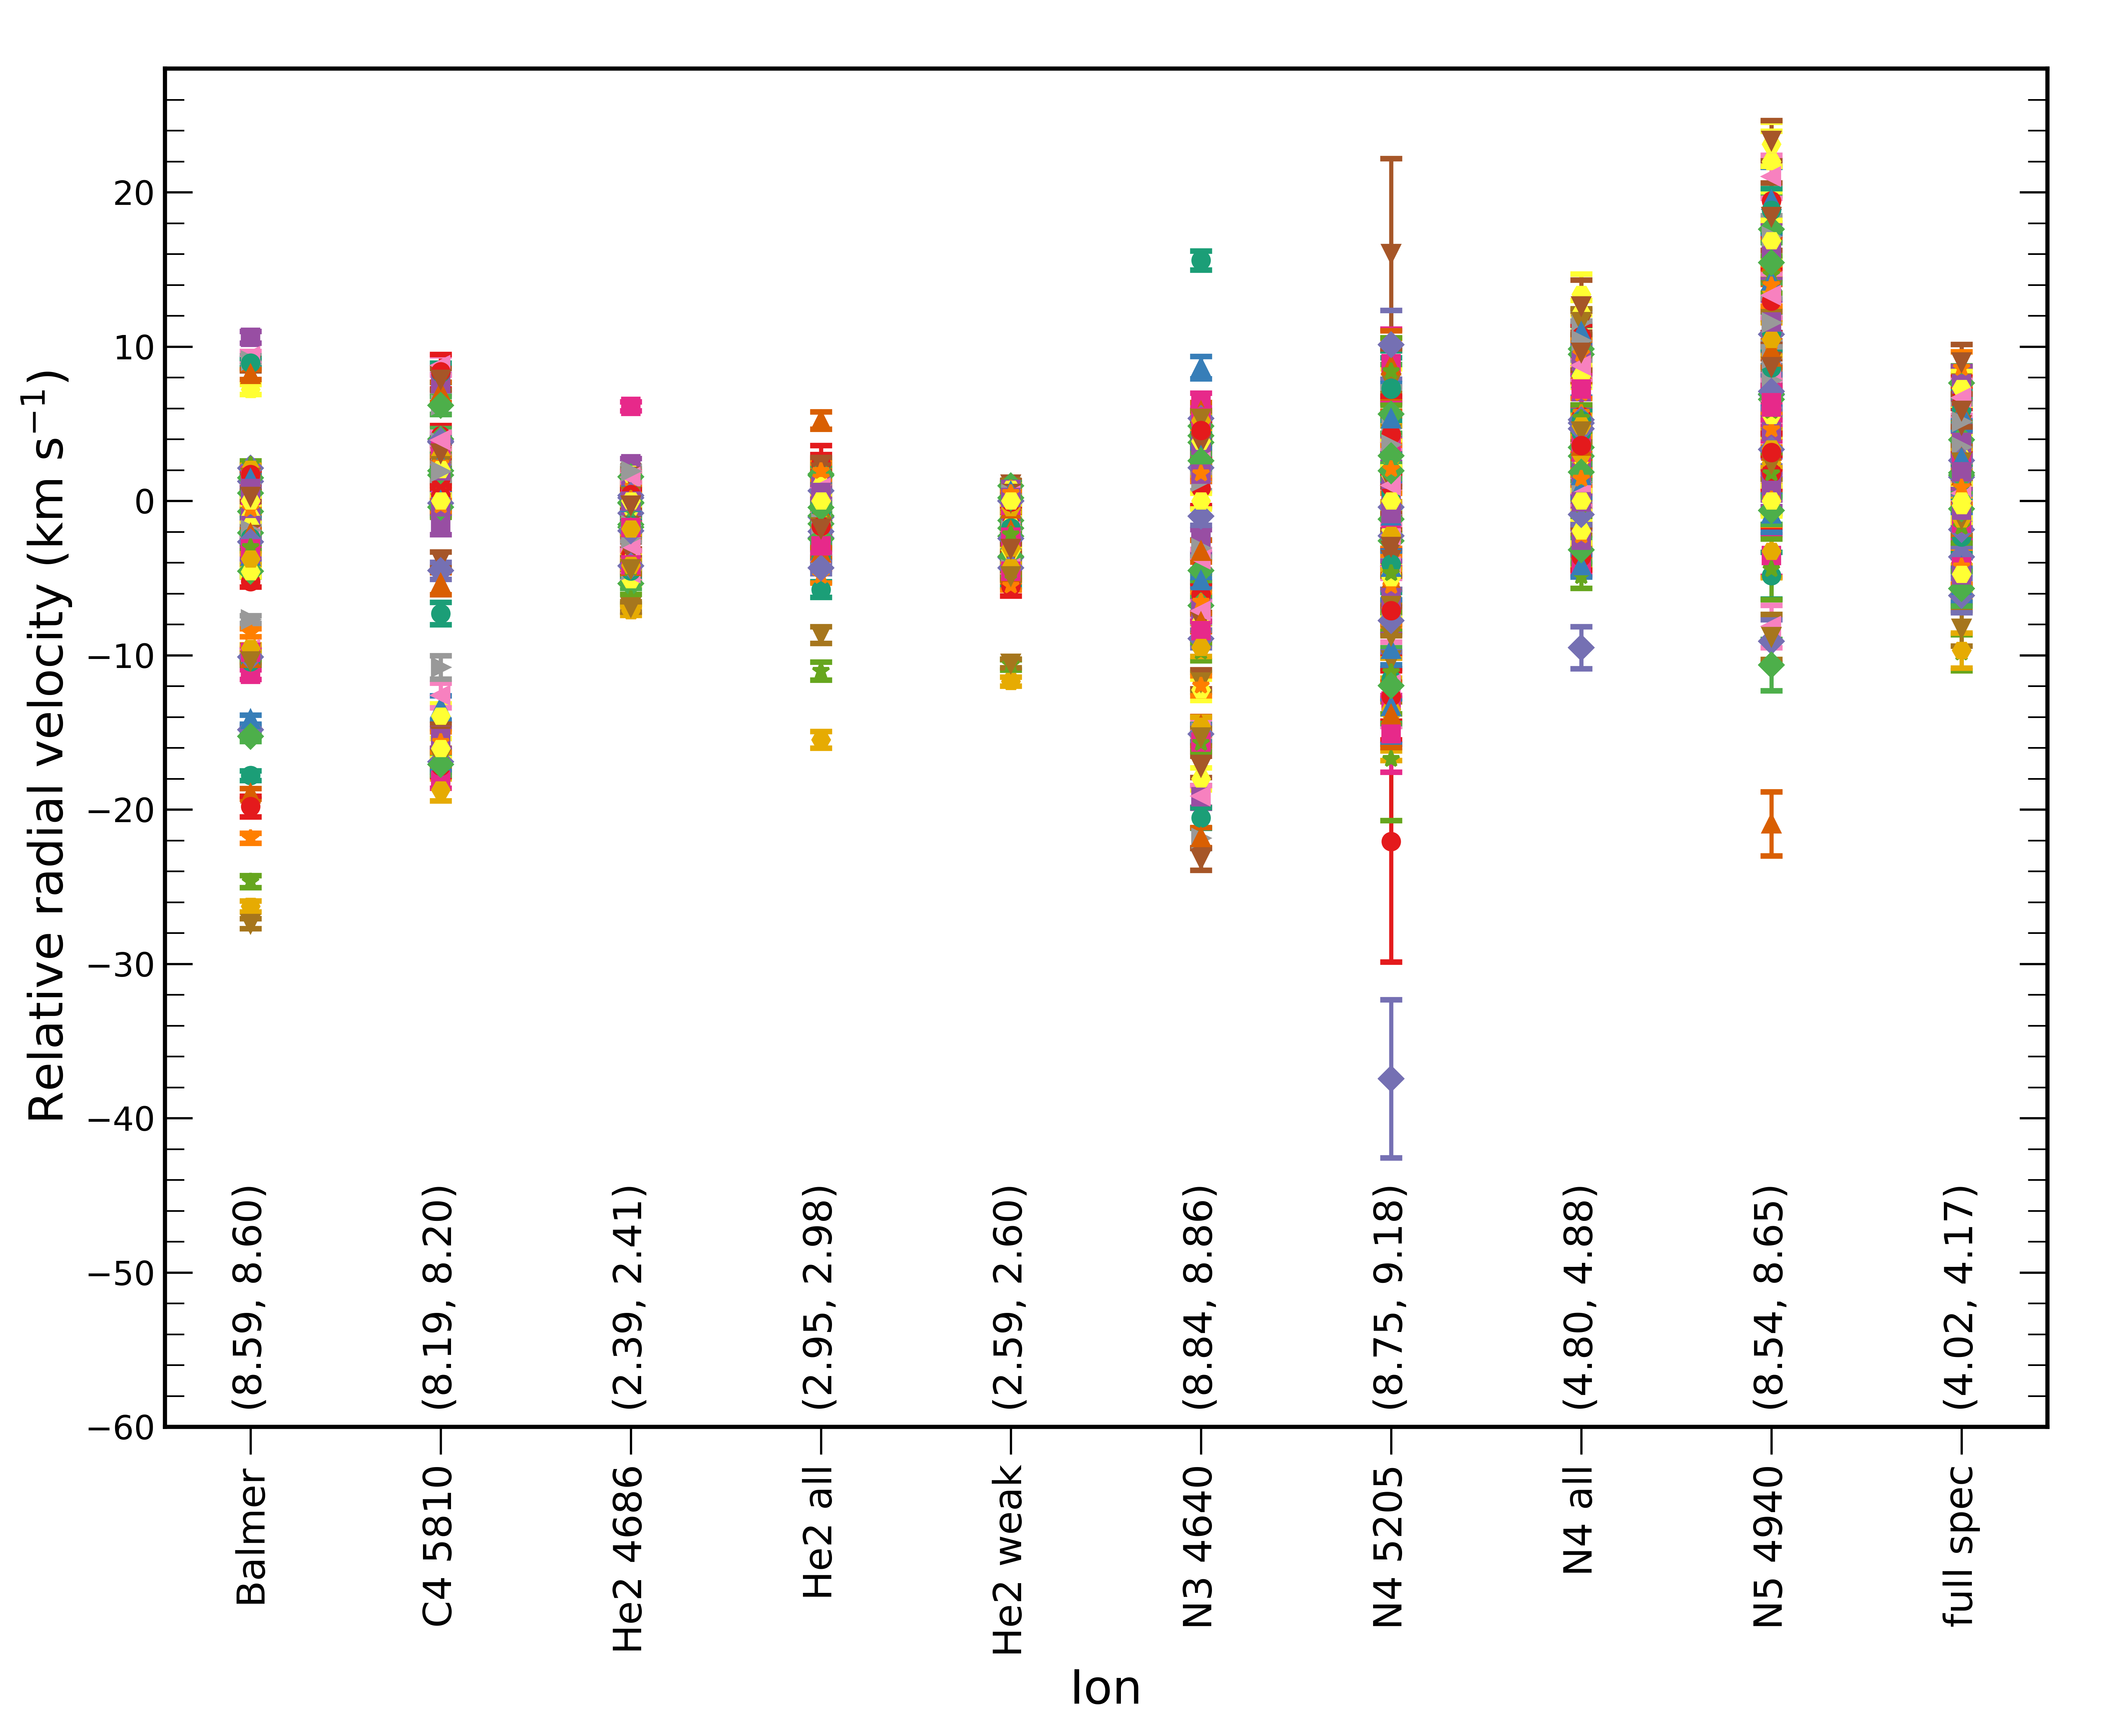 Relative radial velocity (km s⁻¹)
20
10
0
−10
−20
−30
−40
−50
−60
(8.59, 8.60)
(8.19, 8.20)
(2.39, 2.41)
(2.95, 2.98)
(2.59, 2.60)
(8.84, 8.86)
(8.75, 9.18)
(4.80, 4.88)
(8.54, 8.65)
(4.02, 4.17)
Balmer
C4 5810
He2 4686
He2 all
He2 weak
N3 4640
N4 5205
N4 all
N5 4940
full spec
Ion